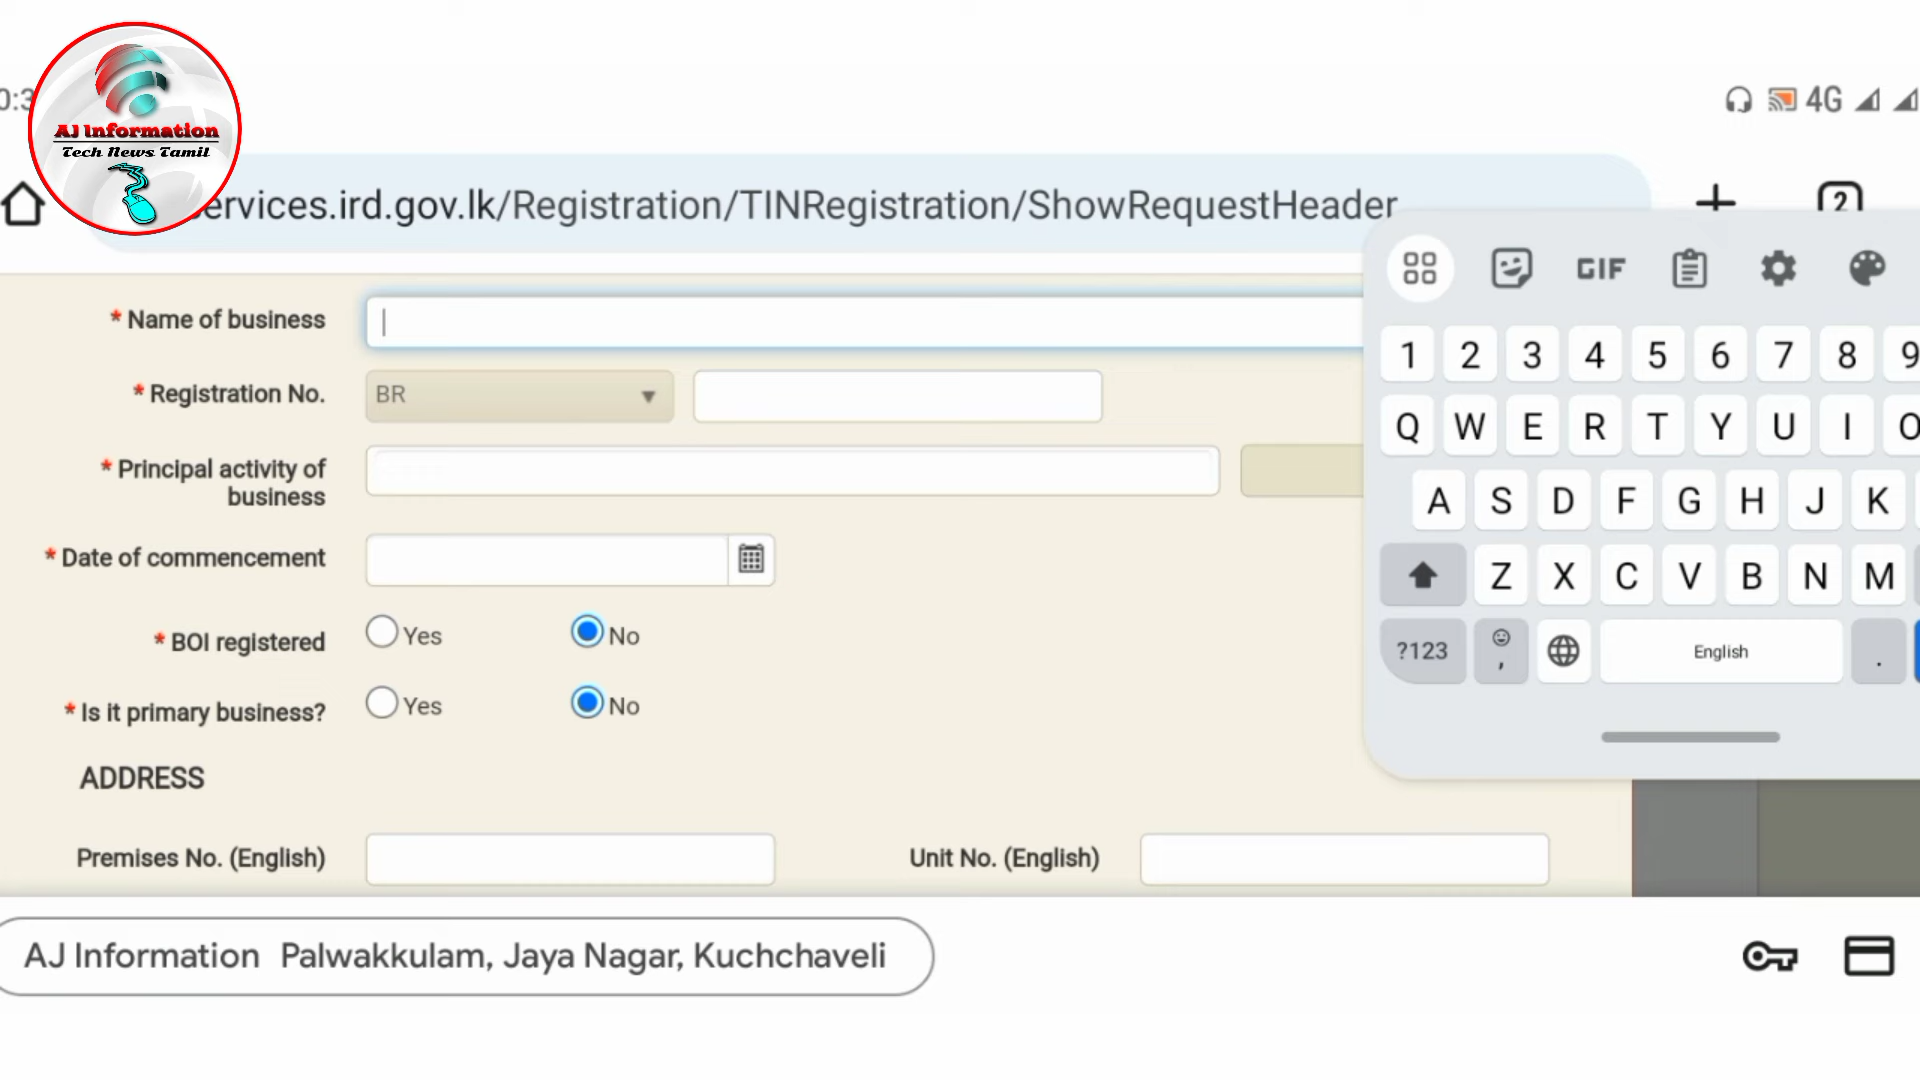 0:3
4G
AJ Information
Tech News Tamil
ervices.ird.gov.lk/Registration/TINRegistration/ShowRequestHeader
2
GIF
* Name of business
* Registration No. BR
* Principal activity of
business
* Date of commencement
* BOI registered Yes No
* Is it primary business? Yes No
ADDRESS
Premises No. (English) Unit No. (English)
1 2 3 4 5 6 7 8 9
Q W E R T Y U I O
A S D F G H J K
Z X C V B N M
?123 , English .
AJ Information Palwakkulam, Jaya Nagar, Kuchchaveli